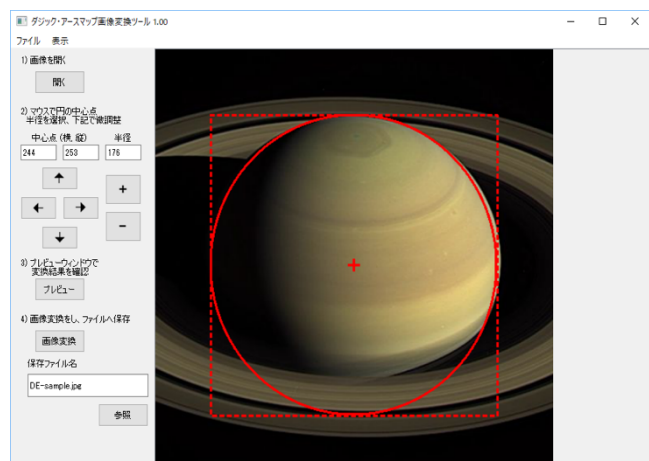 ダジック・アースマップ画像変換ツール 1.00
ファイル 表示
1) 画像を開く
開く
2) マウスで円の中心点
半径を選択、下記で微調整
中心点 (横, 縦) 半径
244 253 176
+
-
3) プレビューウィンドウで
変換結果を確認
プレビュー
4) 画像変換をし、ファイルへ保存
画像変換
保存ファイル名
DE-sample.jpg
参照